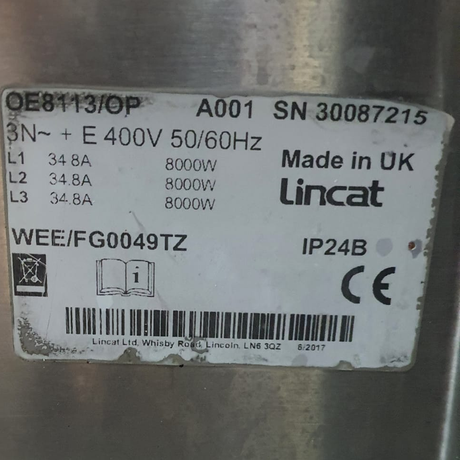 OE8113/OP A001 SN 30087215
3N~ + E 400V 50/60Hz
L1 34.8A 8000W
L2 34.8A 8000W
L3 34.8A 8000W
Made in UK
Lincat
WEE/FG0049TZ IP24B
i
CE
Lincat Ltd, Whisby Road, Lincoln, LN6 3QZ 8/2017